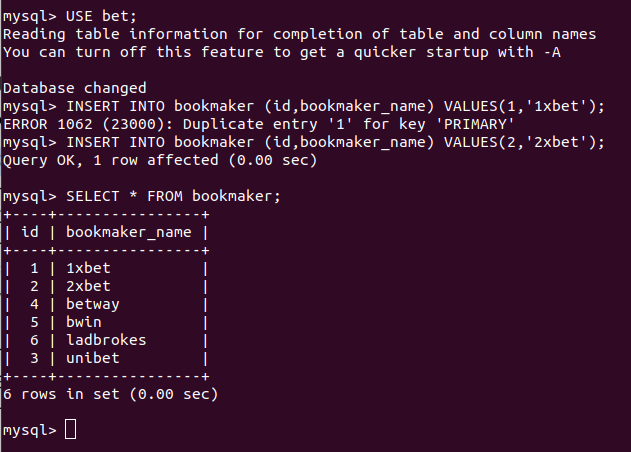 mysql> USE bet;
Reading table information for completion of table and column names
You can turn off this feature to get a quicker startup with -A
Database changed
mysql> INSERT INTO bookmaker (id,bookmaker_name) VALUES(1,'1xbet');
ERROR 1062 (23000): Duplicate entry '1' for key 'PRIMARY'
mysql> INSERT INTO bookmaker (id,bookmaker_name) VALUES(2,'2xbet');
Query OK, 1 row affected (0.00 sec)
mysql> SELECT * FROM bookmaker;
+----+----------------+
| id | bookmaker_name |
+----+----------------+
|  1 | 1xbet          |
|  2 | 2xbet          |
|  4 | betway         |
|  5 | bwin           |
|  6 | ladbrokes      |
|  3 | unibet         |
+----+----------------+
6 rows in set (0.00 sec)
mysql>